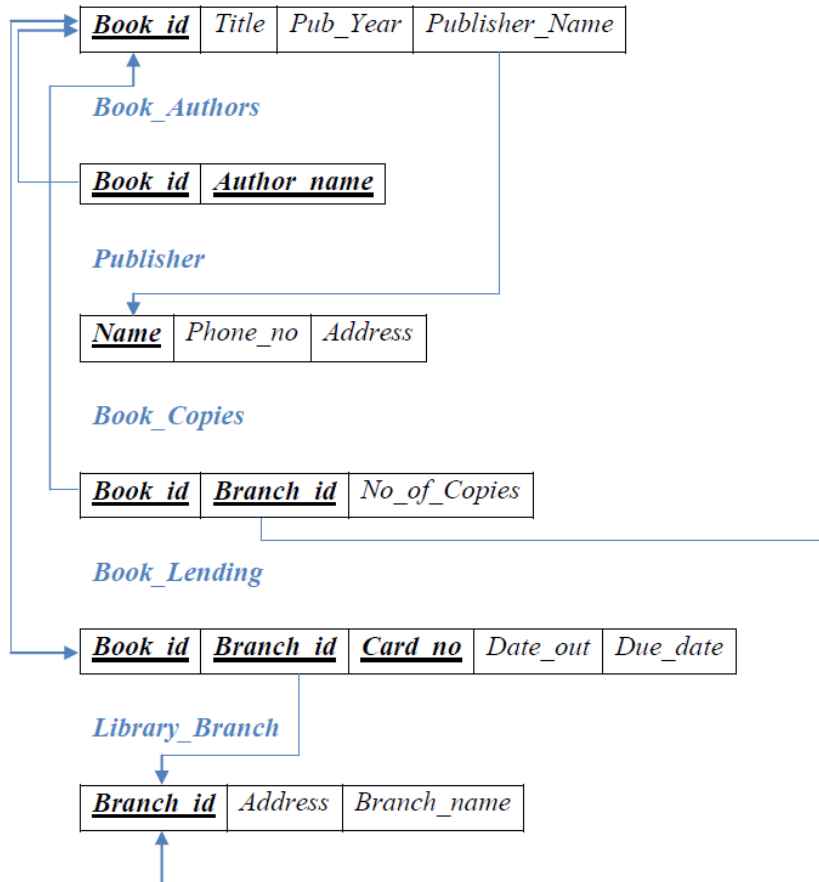 Book_id Title Pub_Year Publisher_Name
Book_Authors
Book_id Author_name
Publisher
Name Phone_no Address
Book_Copies
Book_id Branch_id No_of_Copies
Book_Lending
Book_id Branch_id Card_no Date_out Due_date
Library_Branch
Branch_id Address Branch_name